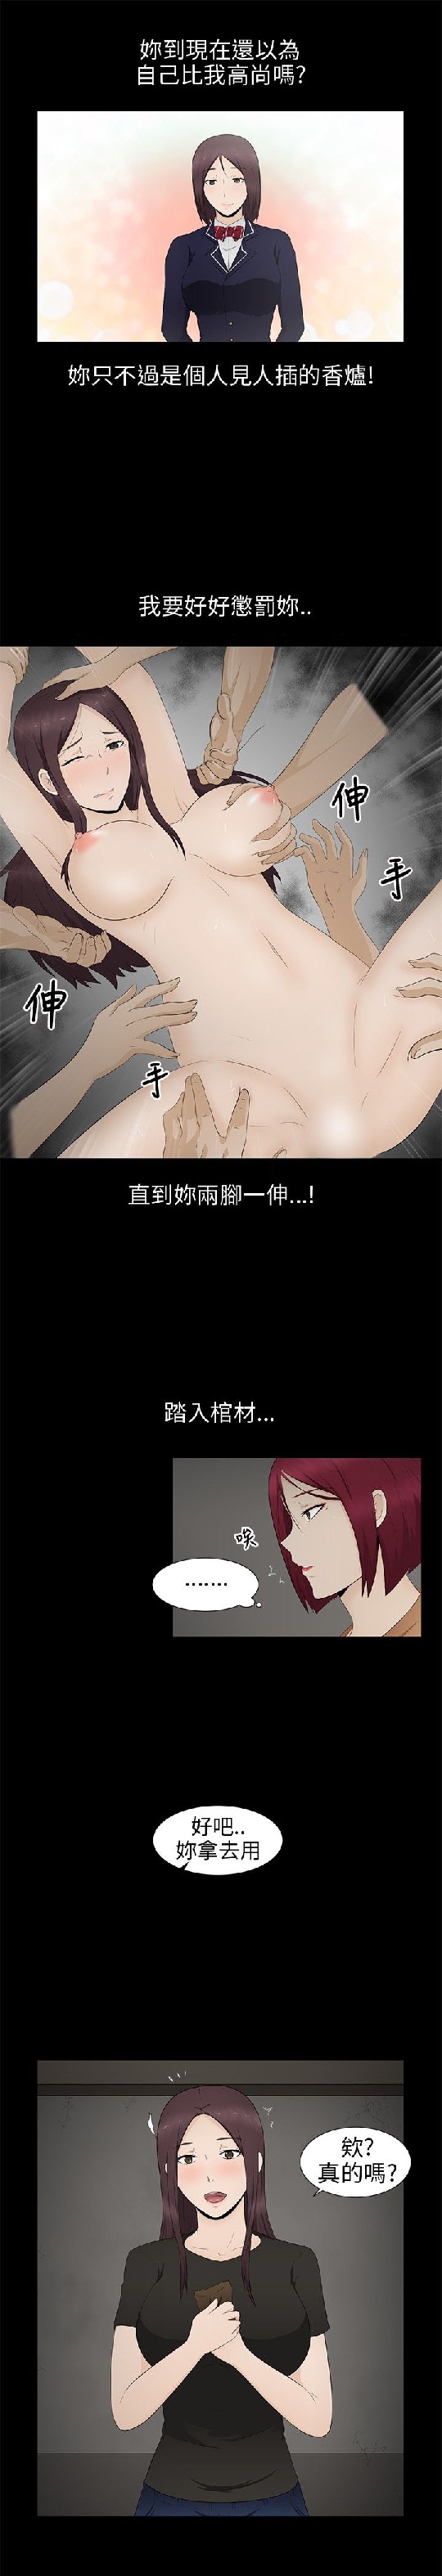 妳到現在還以為
自己比我高尚嗎?
妳只不過是個人見人插的香爐!
我要好好懲罰妳..
伸
手
伸
手
直到妳兩腳一伸...!
踏入棺材...
唉
.......
好吧..
妳拿去用
欸?
真的嗎?